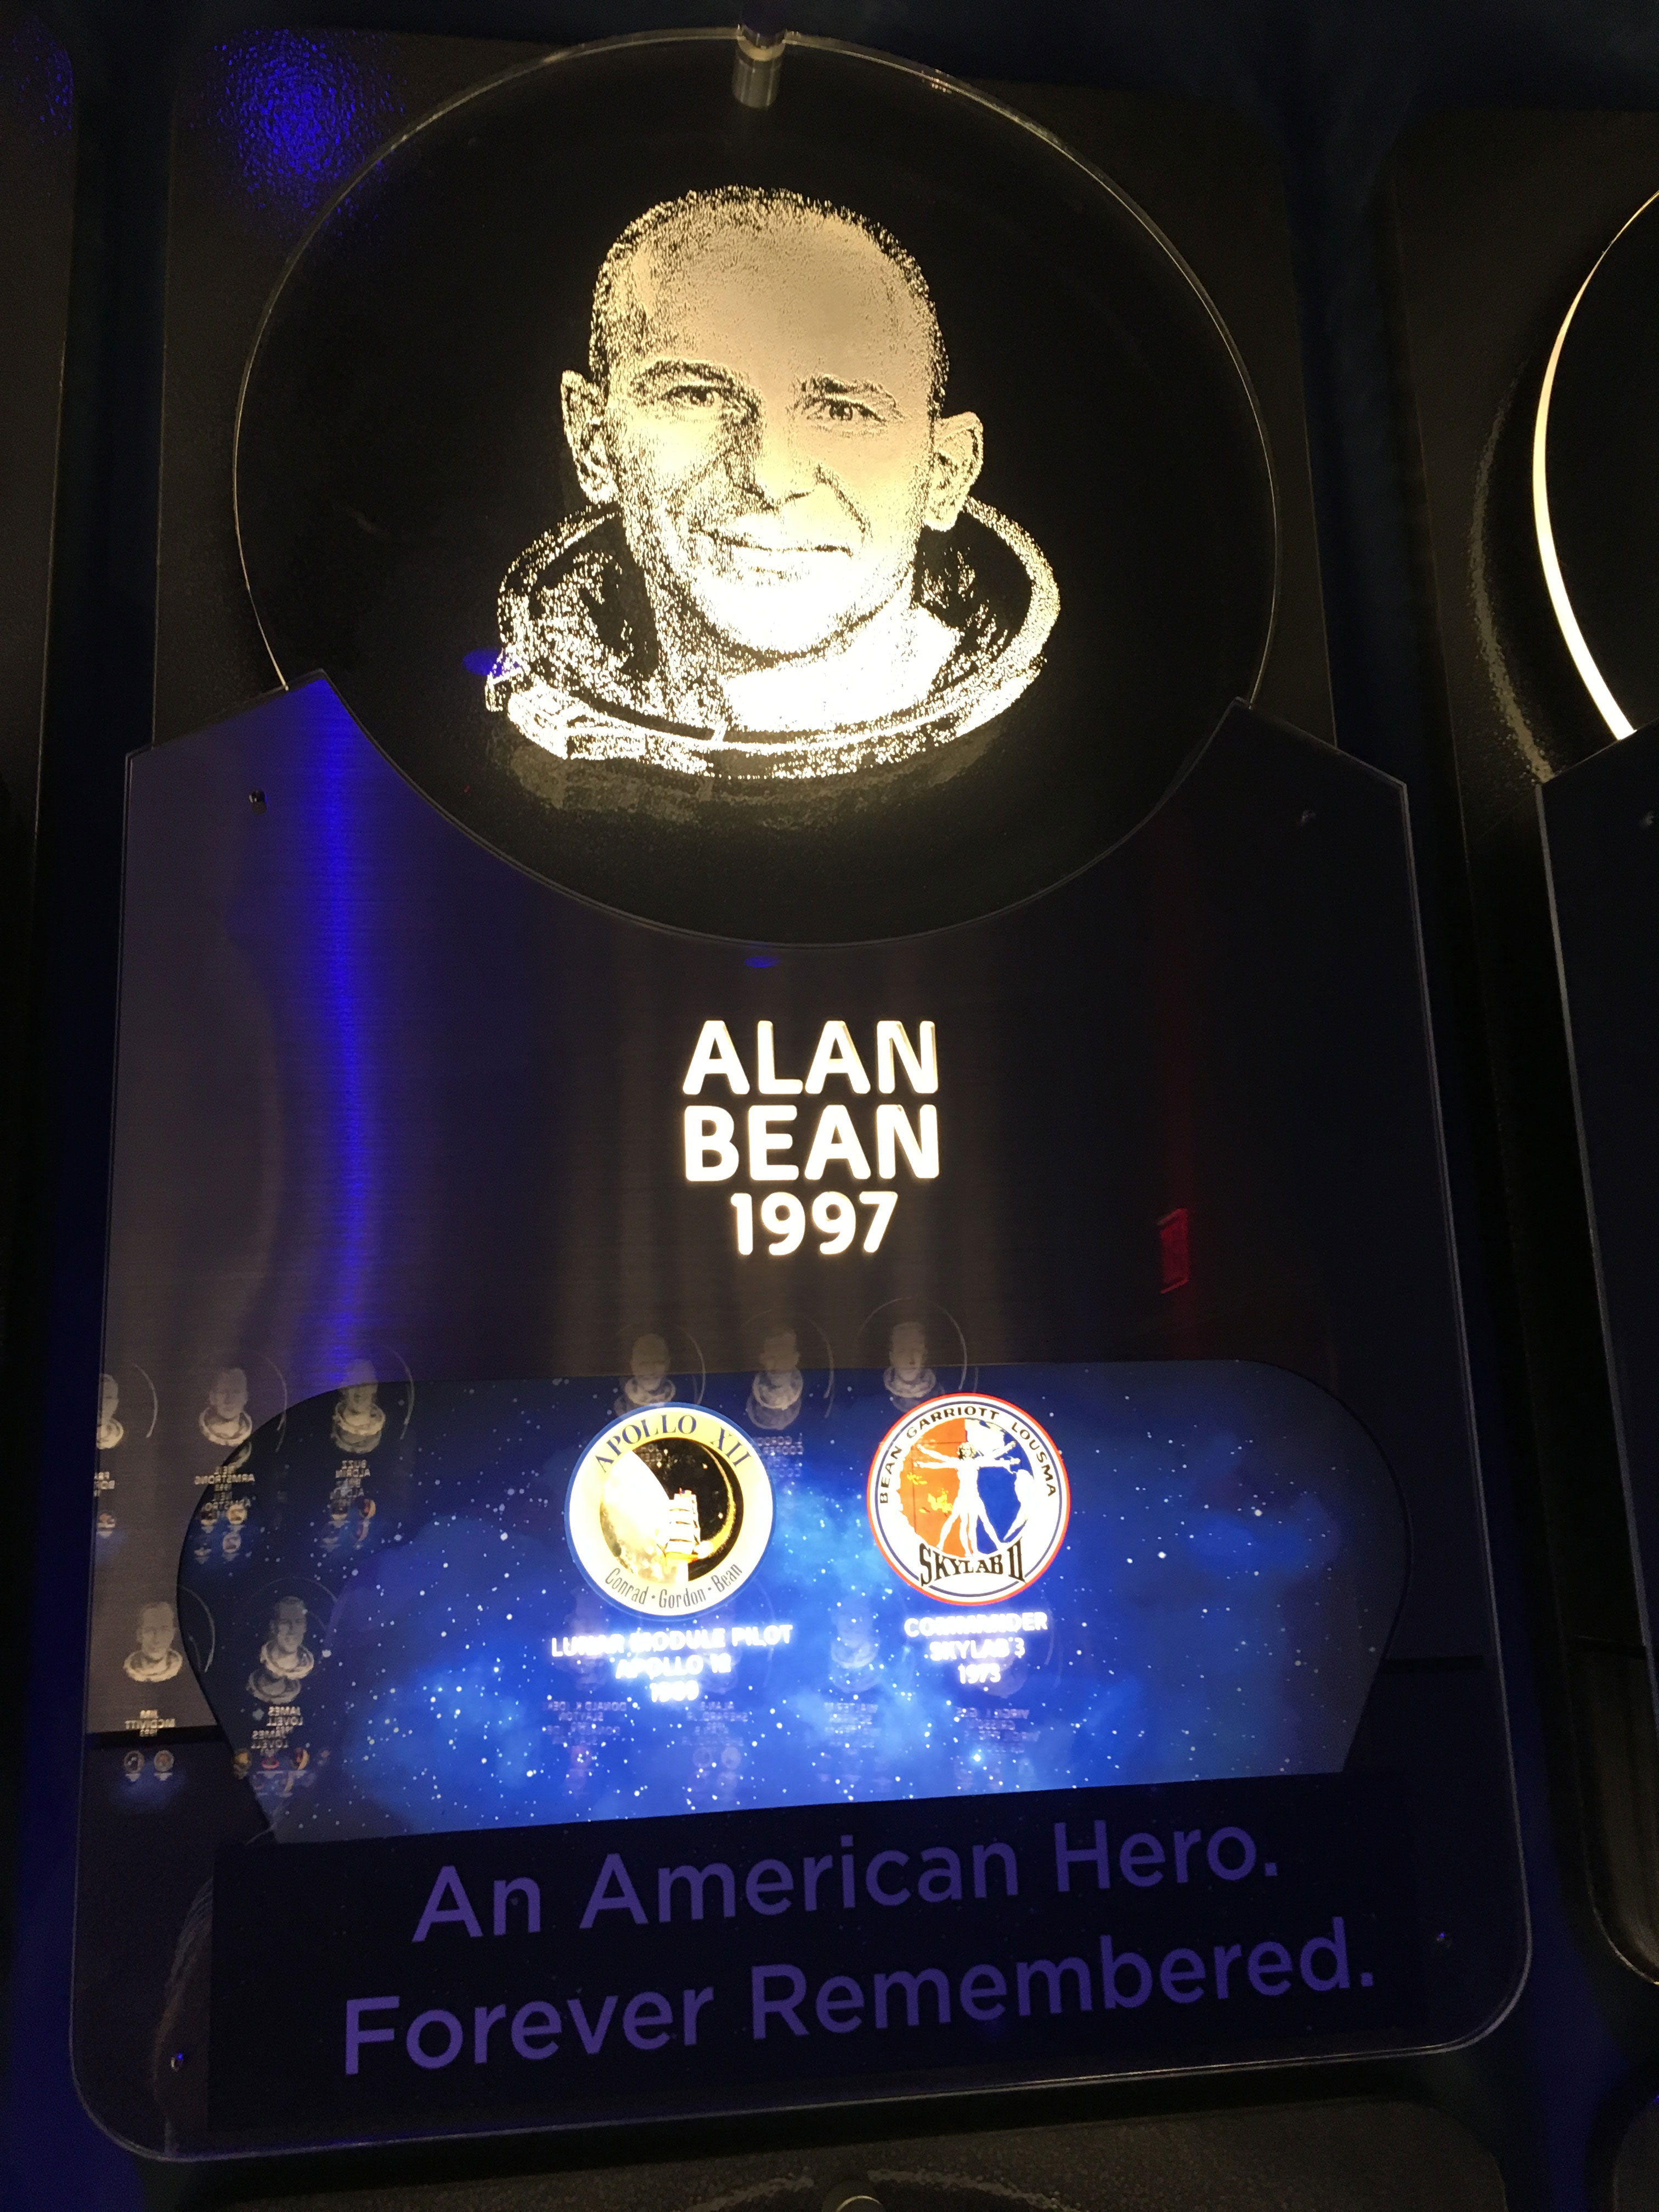 ALAN
BEAN
1997
APOLLO XII
Conrad • Gordon • Bean
BEAN GARRIOTT LOUSMA
SKYLAB II
LUNAR MODULE PILOT
APOLLO 12
1969
COMMANDER
SKYLAB 3
1973
An American Hero.
Forever Remembered.